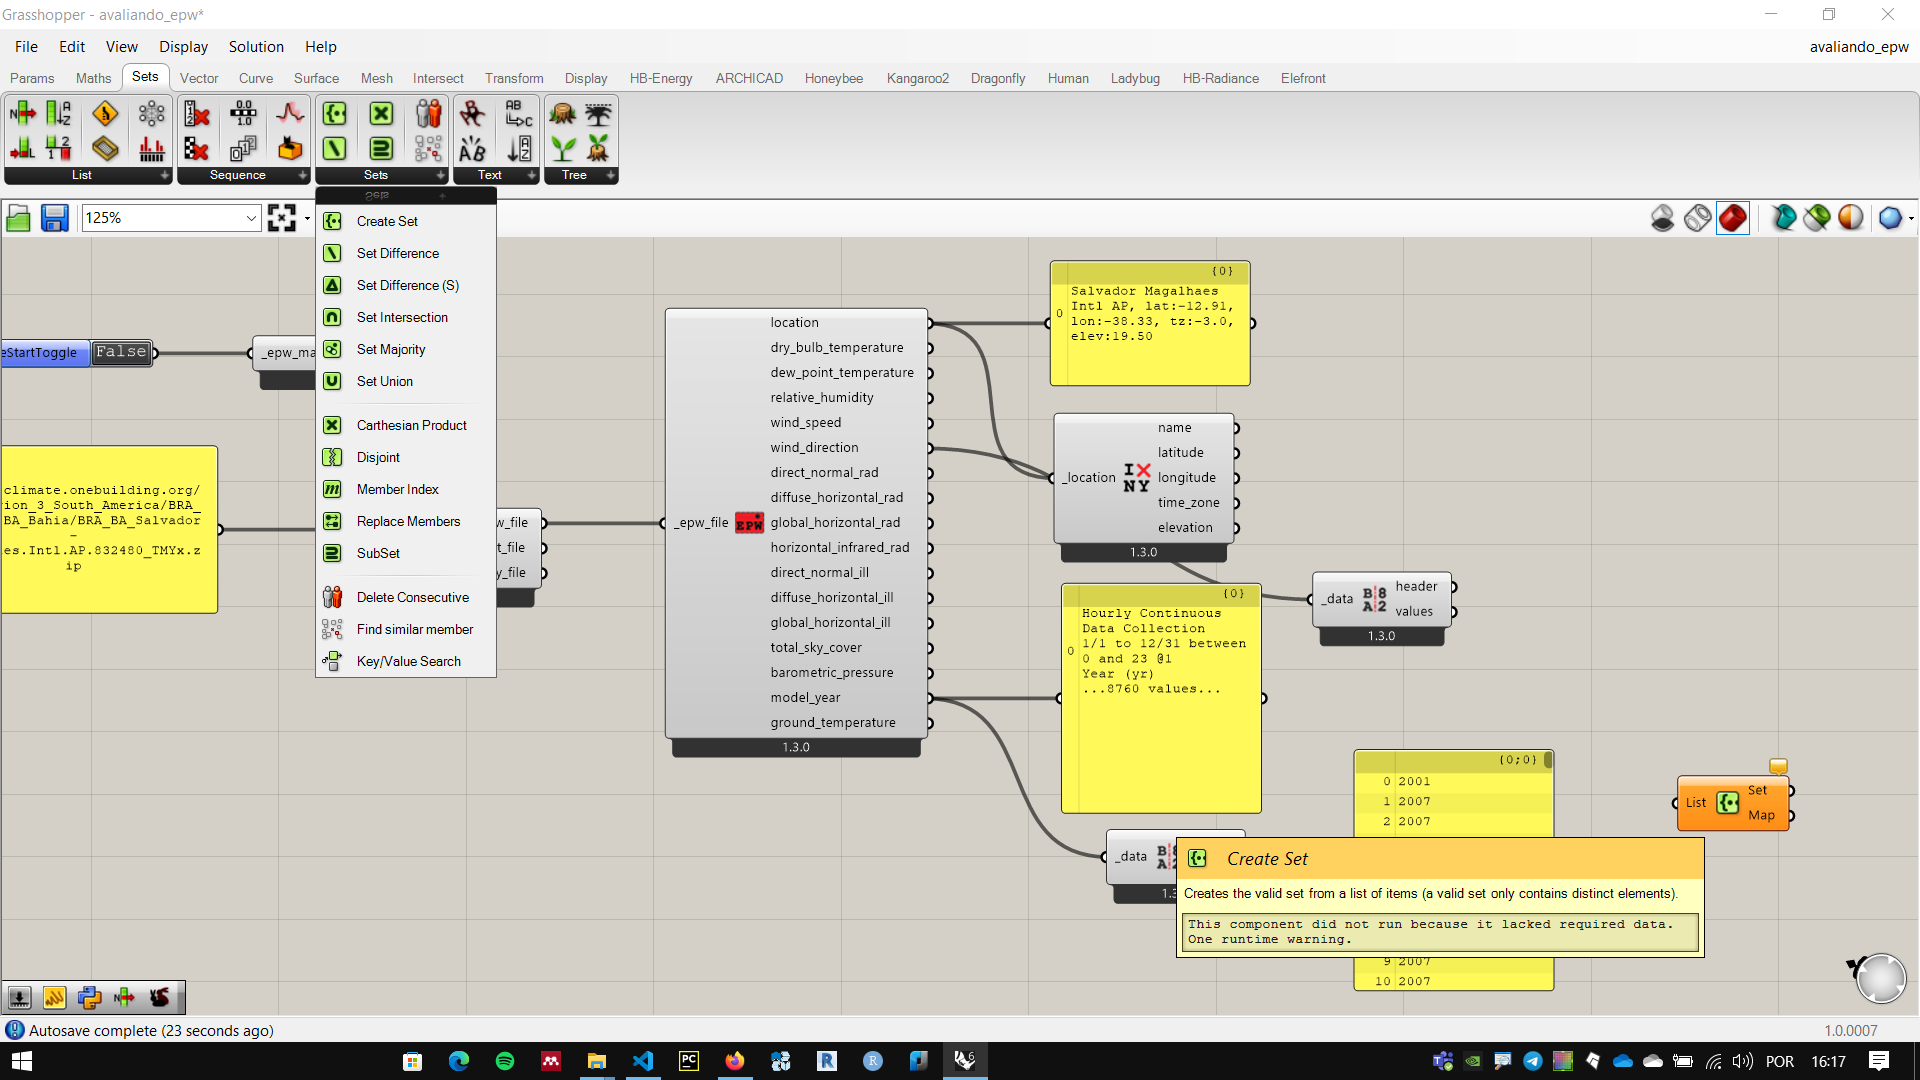 Grasshopper - avaliando_epw*
File Edit View Display Solution Help
avaliando_epw
Params Maths Sets Vector Curve Surface Mesh Intersect Transform Display HB-Energy ARCHICAD Honeybee Kangaroo2 Dragonfly Human Ladybug HB-Radiance Elefront
List Sequence Sets Text Tree
125%
Sets
Create Set
Set Difference
Set Difference (S)
Set Intersection
Set Majority
Set Union
Carthesian Product
Disjoint
Member Index
Replace Members
SubSet
Delete Consecutive
Find similar member
Key/Value Search
eStartToggle False
_epw_ma
climate.onebuilding.org/
ion_3_South_America/BRA_
BA_Bahia/BRA_BA_Salvador
-
es.Intl.AP.832480_TMYx.z
ip
w_file
t_file
y_file
_epw_file
EPW
location
dry_bulb_temperature
dew_point_temperature
relative_humidity
wind_speed
wind_direction
direct_normal_rad
diffuse_horizontal_rad
global_horizontal_rad
horizontal_infrared_rad
direct_normal_ill
diffuse_horizontal_ill
global_horizontal_ill
total_sky_cover
barometric_pressure
model_year
ground_temperature
1.3.0
{0}
0
Salvador Magalhaes
Intl AP, lat:-12.91,
lon:-38.33, tz:-3.0,
elev:19.50
_location
name
latitude
longitude
time_zone
elevation
1.3.0
{0}
0
Hourly Continuous
Data Collection
1/1 to 12/31 between
0 and 23 @1
Year (yr)
...8760 values...
_data
header
values
1.3.0
{0;0}
0 2001
1 2007
2 2007
9 2007
10 2007
List
Set
Map
_data
1.3
Create Set
Creates the valid set from a list of items (a valid set only contains distinct elements).
This component did not run because it lacked required data.
One runtime warning.
Autosave complete (23 seconds ago)
1.0.0007
POR 16:17